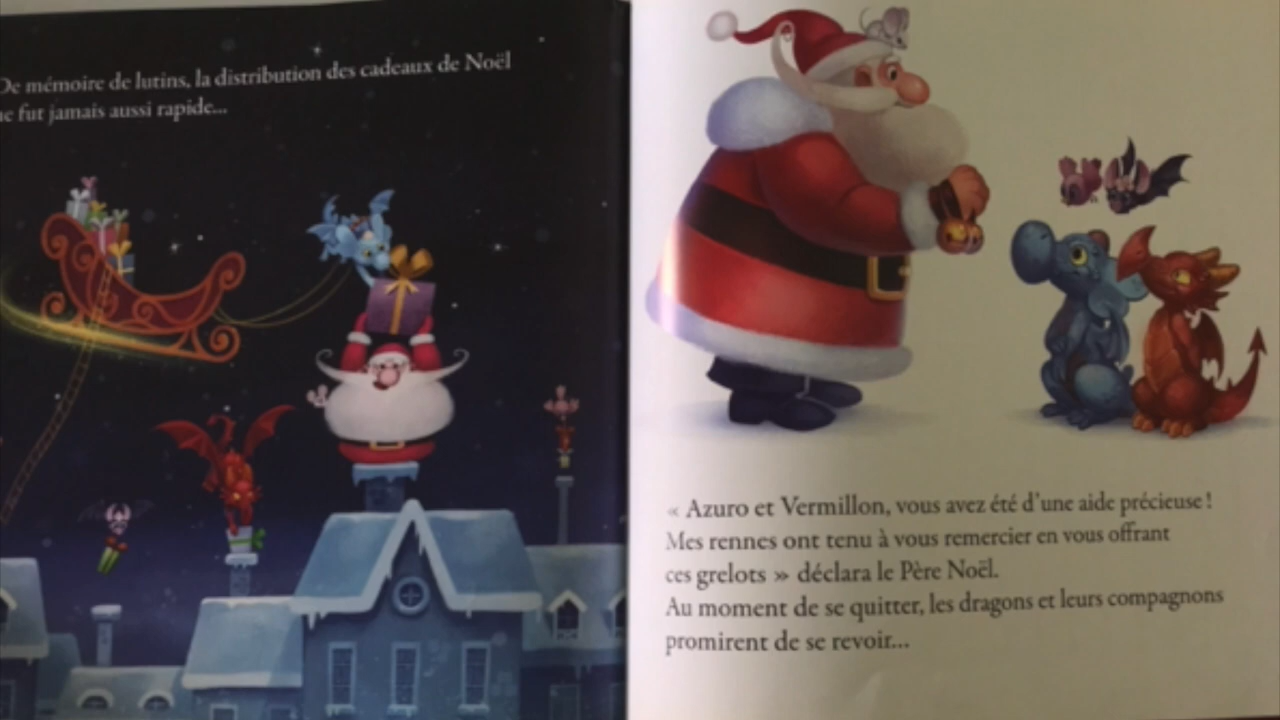 De mémoire de lutins, la distribution des cadeaux de Noël
ne fut jamais aussi rapide...
« Azuro et Vermillon, vous avez été d'une aide précieuse !
Mes rennes ont tenu à vous remercier en vous offrant
ces grelots » déclara le Père Noël.
Au moment de se quitter, les dragons et leurs compagnons
promirent de se revoir...